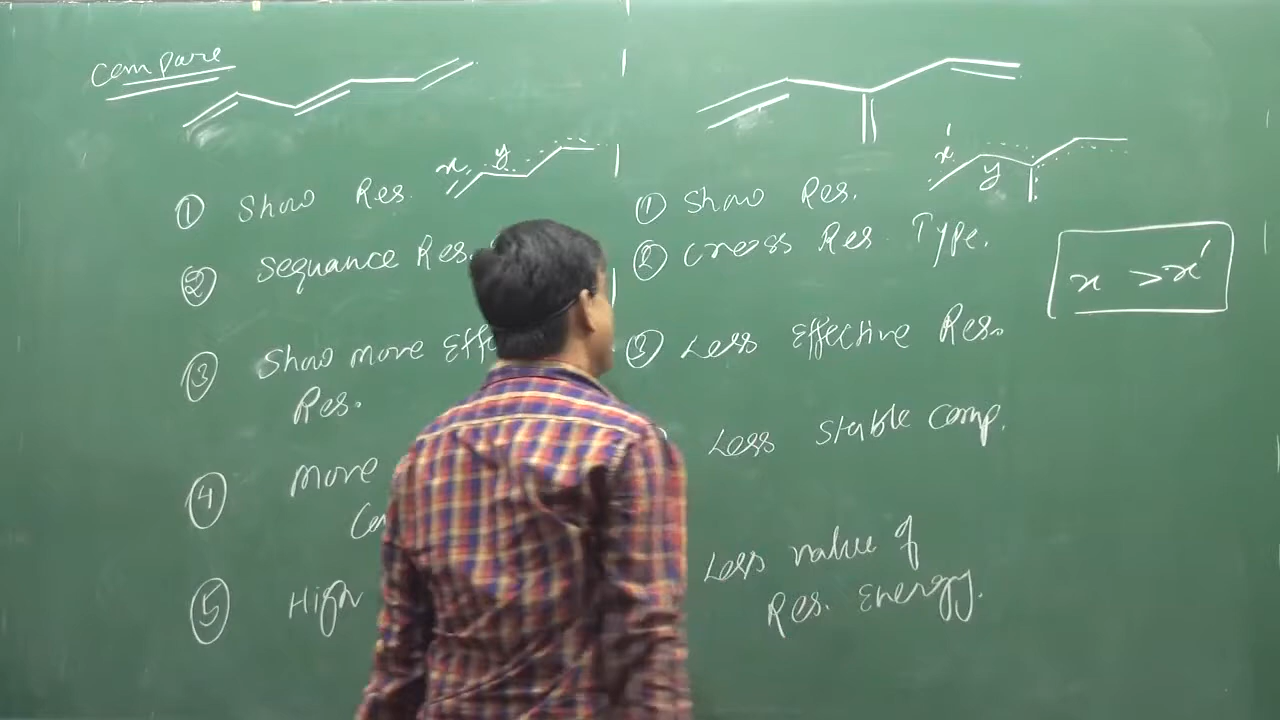 Compare
x y
① Show Res.
② Sequance Res.
③ Show more
Res.
④ More
⑤ High
x' y
① Show Res.
② Cross Res. Type.
③ Less Effective Res.
Less Stable Comp.
Less value of
Res. Energy.
x > x'